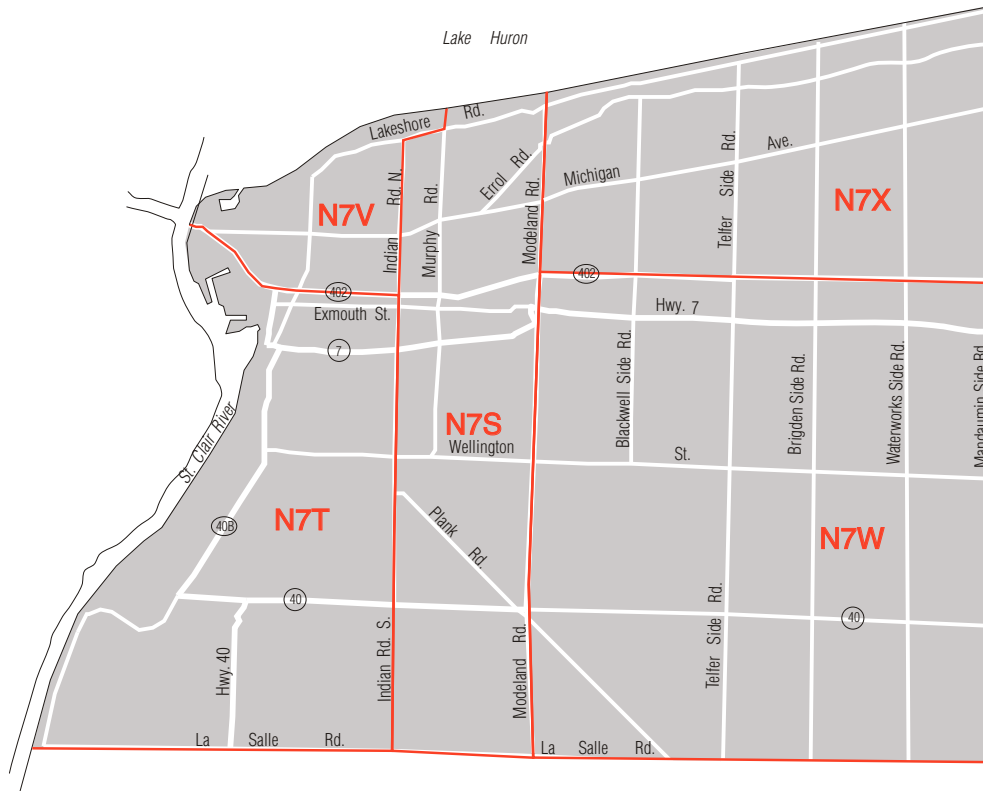 Lake Huron
Lakeshore Rd.
Errol Rd.
Michigan Ave.
Telfer Side Rd.
N7V
N7X
Indian Rd. N.
Murphy Rd.
Modeland Rd.
402
402
Exmouth St.
Hwy. 7
7
Blackwell Side Rd.
Brigden Side Rd.
Waterworks Side Rd.
Mandaumin Side Rd.
St. Clair River
N7S
Wellington St.
N7T
40B
Plank Rd.
N7W
40
40
Hwy. 40
Indian Rd. S.
Modeland Rd.
Telfer Side Rd.
La Salle Rd.
La Salle Rd.